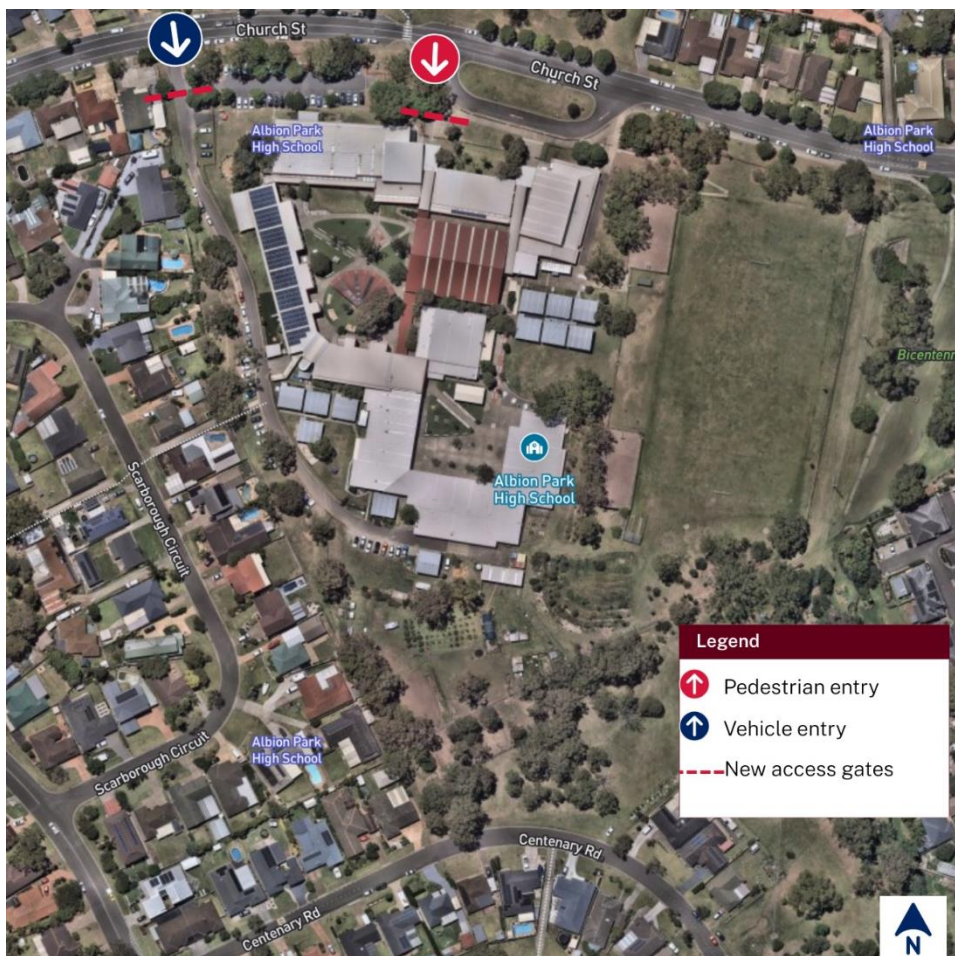 Church St
Church St
Albion Park
High School
Albion Park
High School
Bicentenn
Albion Park
High School
Scarborough Circuit
Legend
Pedestrian entry
Vehicle entry
New access gates
Scarborough Circuit
Albion Park
High School
Centenary Rd
Centenary Rd
N